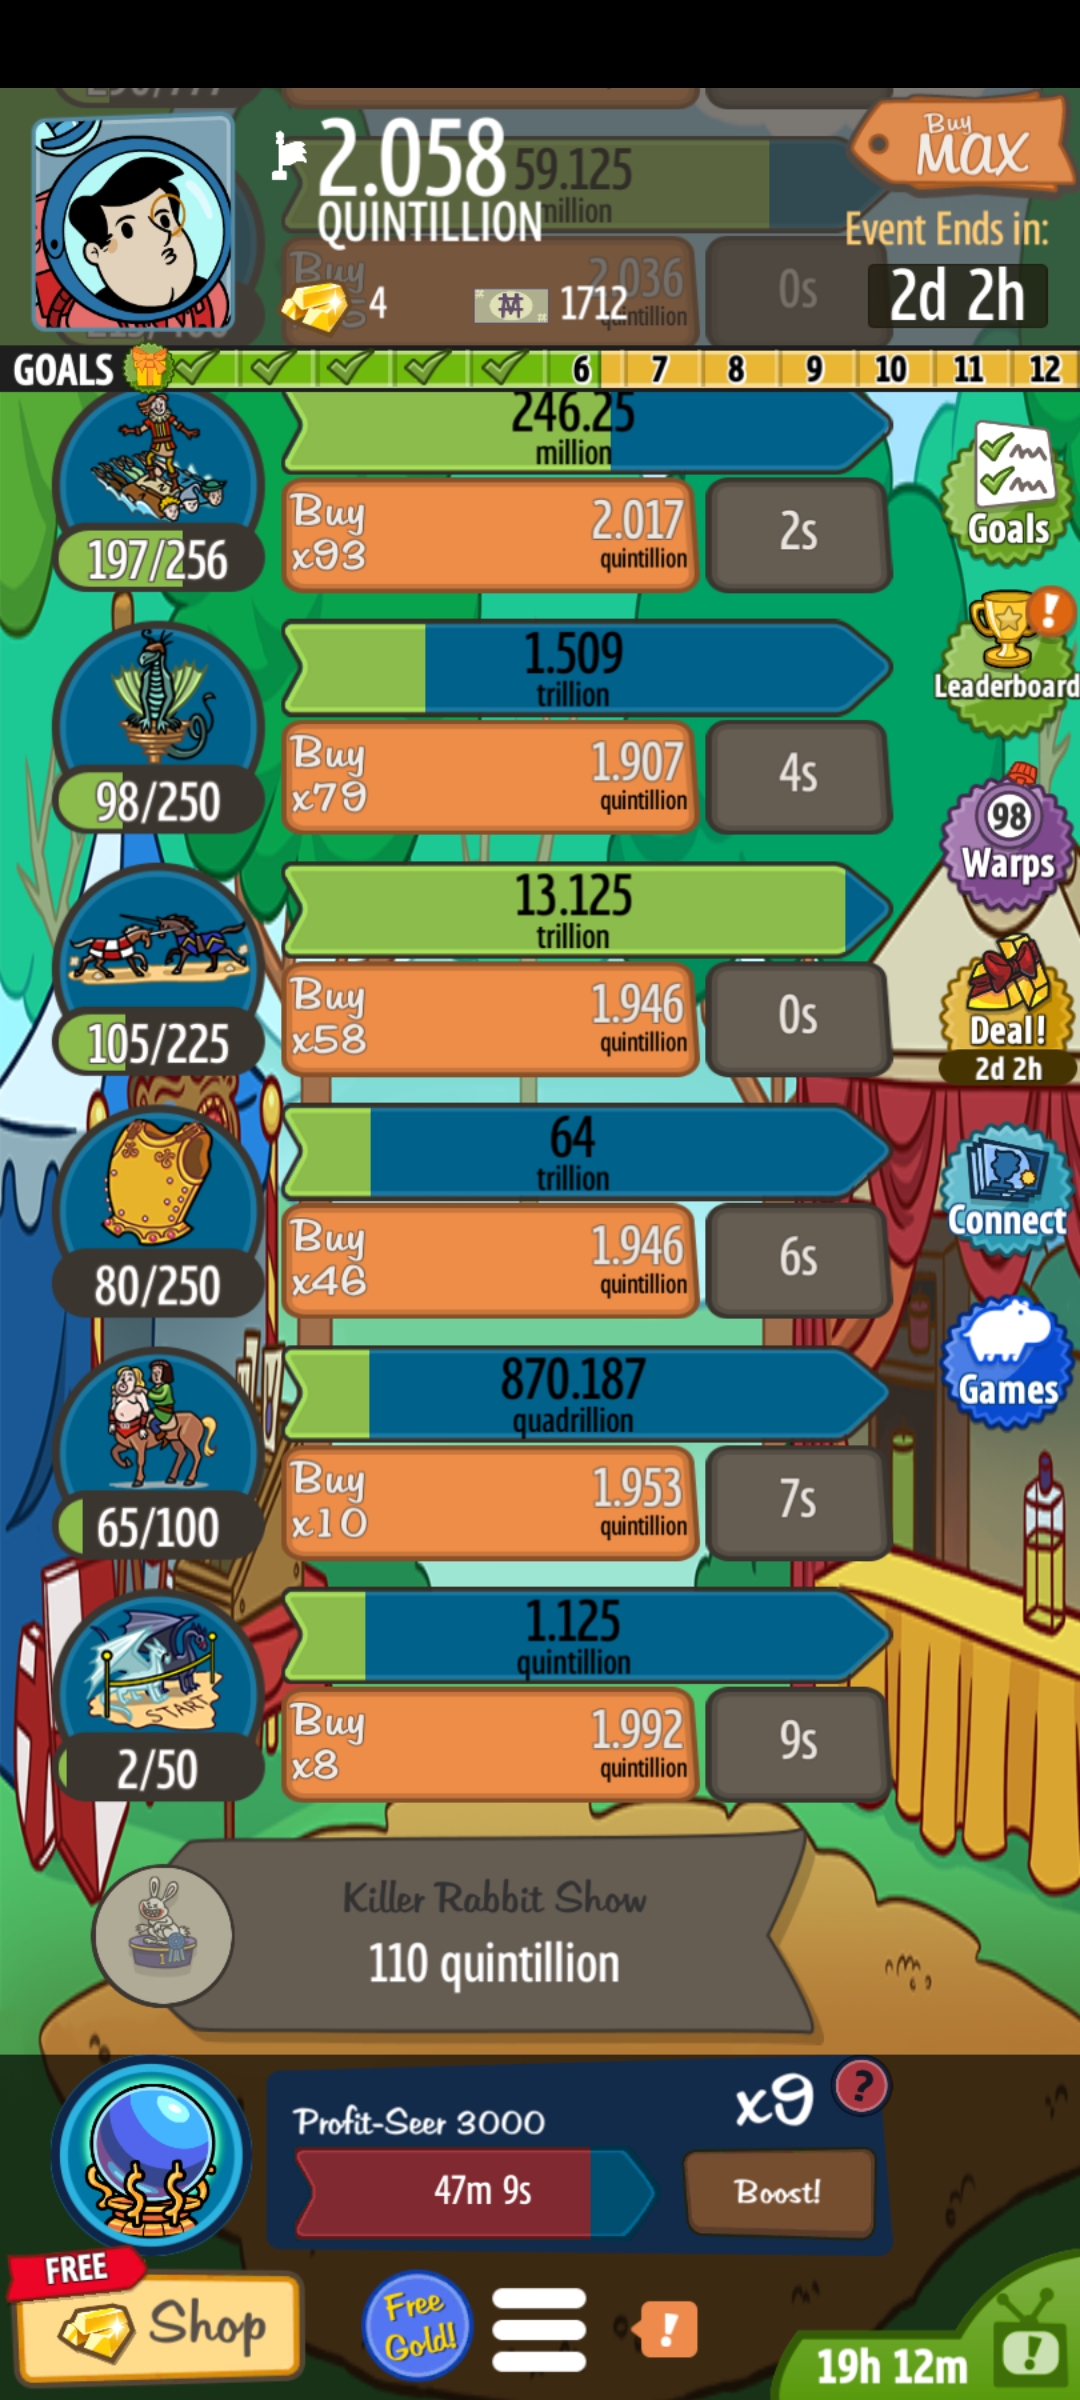 2.058
QUINTILLION
59.125
million
Buy
MAX
Event Ends in:
2d 2h
4
1712
Buy
2.036
quintillion
0s
GOALS 6 7 8 9 10 11 12
246.25
million
197/256
Buy
x93
2.017
quintillion
2s
Goals
1.509
trillion
98/250
Buy
x79
1.907
quintillion
4s
! Leaderboard
13.125
trillion
105/225
Buy
x58
1.946
quintillion
0s
98
Warps
Deal!
2d 2h
64
trillion
80/250
Buy
x46
1.946
quintillion
6s
Connect
870.187
quadrillion
65/100
Buy
x10
1.953
quintillion
7s
Games
1.125
quintillion
START
2/50
Buy
x8
1.992
quintillion
9s
Killer Rabbit Show
110 quintillion
1
Profit-Seer 3000
x9
?
47m 9s
Boost!
FREE
Shop
Free
Gold!
!
19h 12m
!